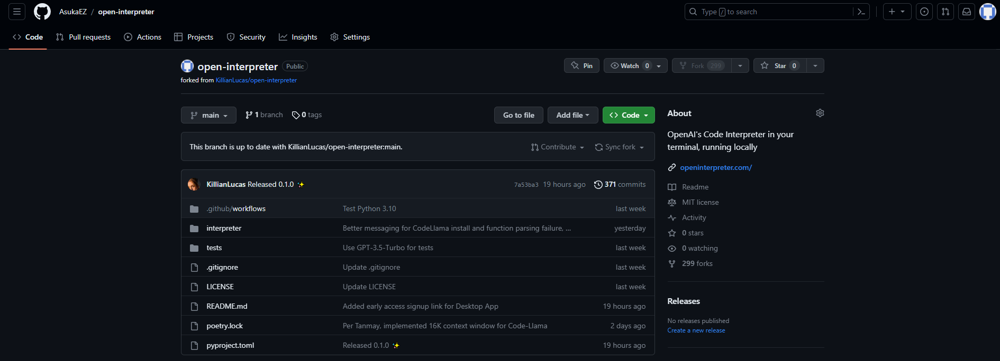 AsukaEZ / open-interpreter
Type / to search
Code Pull requests Actions Projects Security Insights Settings
open-interpreter Public
Pin Watch 0 Fork 299 Star 0
forked from KillianLucas/open-interpreter
main 1 branch 0 tags Go to file Add file Code
This branch is up to date with KillianLucas/open-interpreter:main. Contribute Sync fork
KillianLucas Released 0.1.0 ✨ 7a53ba3 19 hours ago 371 commits
.github/workflows Test Python 3.10 last week
interpreter Better messaging for CodeLlama install and function parsing failure, ... yesterday
tests Use GPT-3.5-Turbo for tests last week
.gitignore Update .gitignore last week
LICENSE Update LICENSE last week
README.md Added early access signup link for Desktop App 19 hours ago
poetry.lock Per Tanmay, implemented 16K context window for Code-Llama 2 days ago
pyproject.toml Released 0.1.0 ✨ 19 hours ago
About
OpenAI's Code Interpreter in your
terminal, running locally
openinterpreter.com/
Readme
MIT license
Activity
0 stars
0 watching
299 forks
Releases
No releases published
Create a new release